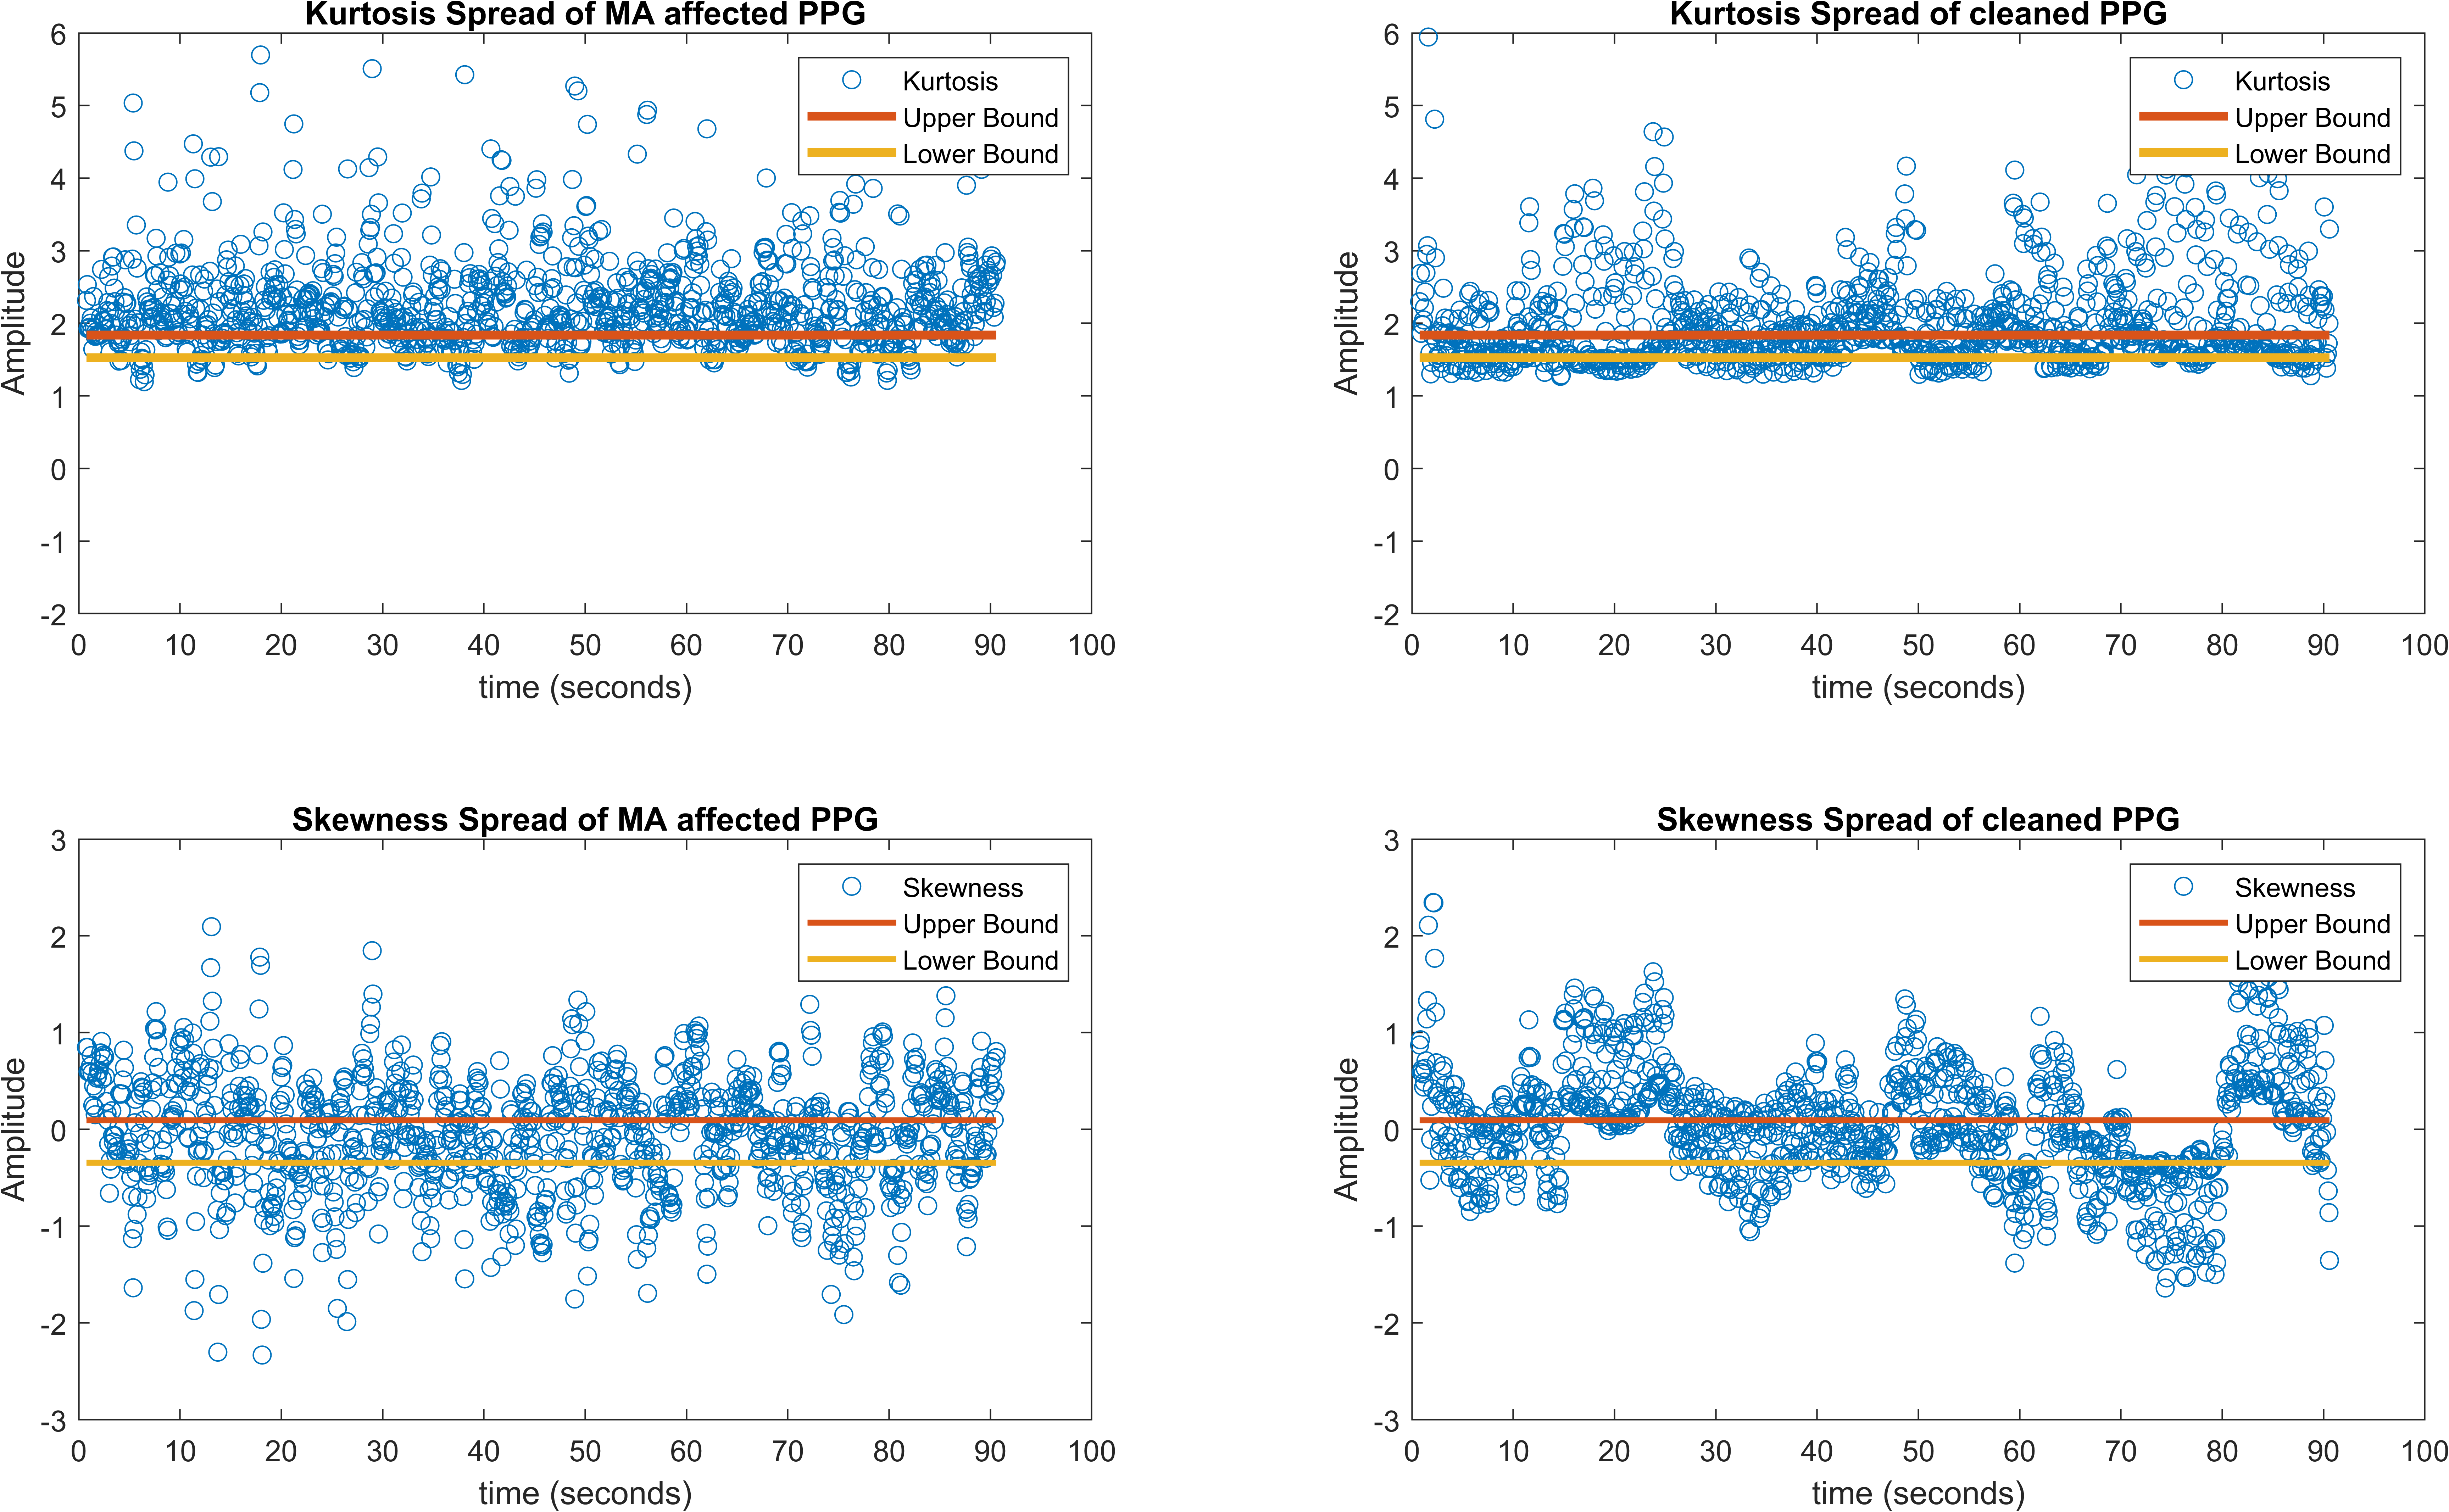 Kurtosis Spread of MA affected PPG
6
5
4
3
2
1
0
-1
-2
Amplitude
Kurtosis
Upper Bound
Lower Bound
0 10 20 30 40 50 60 70 80 90 100
time (seconds)
Kurtosis Spread of cleaned PPG
6
5
4
3
2
1
0
-1
-2
Amplitude
Kurtosis
Upper Bound
Lower Bound
0 10 20 30 40 50 60 70 80 90 100
time (seconds)
Skewness Spread of MA affected PPG
3
2
1
0
-1
-2
-3
Amplitude
Skewness
Upper Bound
Lower Bound
0 10 20 30 40 50 60 70 80 90 100
time (seconds)
Skewness Spread of cleaned PPG
3
2
1
0
-1
-2
-3
Amplitude
Skewness
Upper Bound
Lower Bound
0 10 20 30 40 50 60 70 80 90 100
time (seconds)